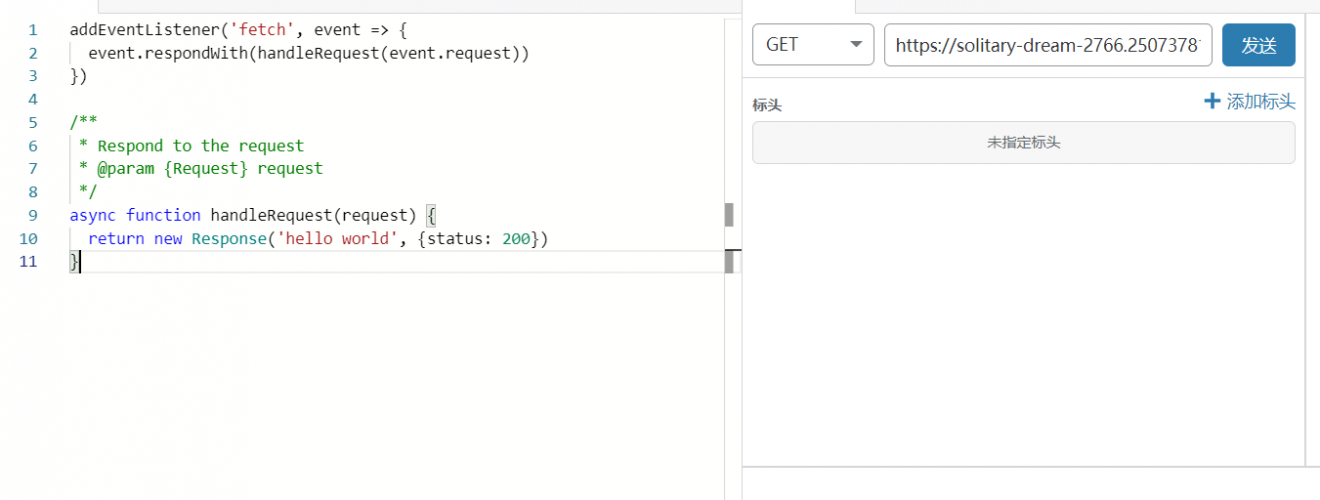 1 addEventListener('fetch', event => {
2 event.respondWith(handleRequest(event.request))
3 })
4
5 /**
6 * Respond to the request
7 * @param {Request} request
8 */
9 async function handleRequest(request) {
10 return new Response('hello world', {status: 200})
11 }
GET
https://solitary-dream-2766.2507378
发送
标头
添加标头
未指定标头